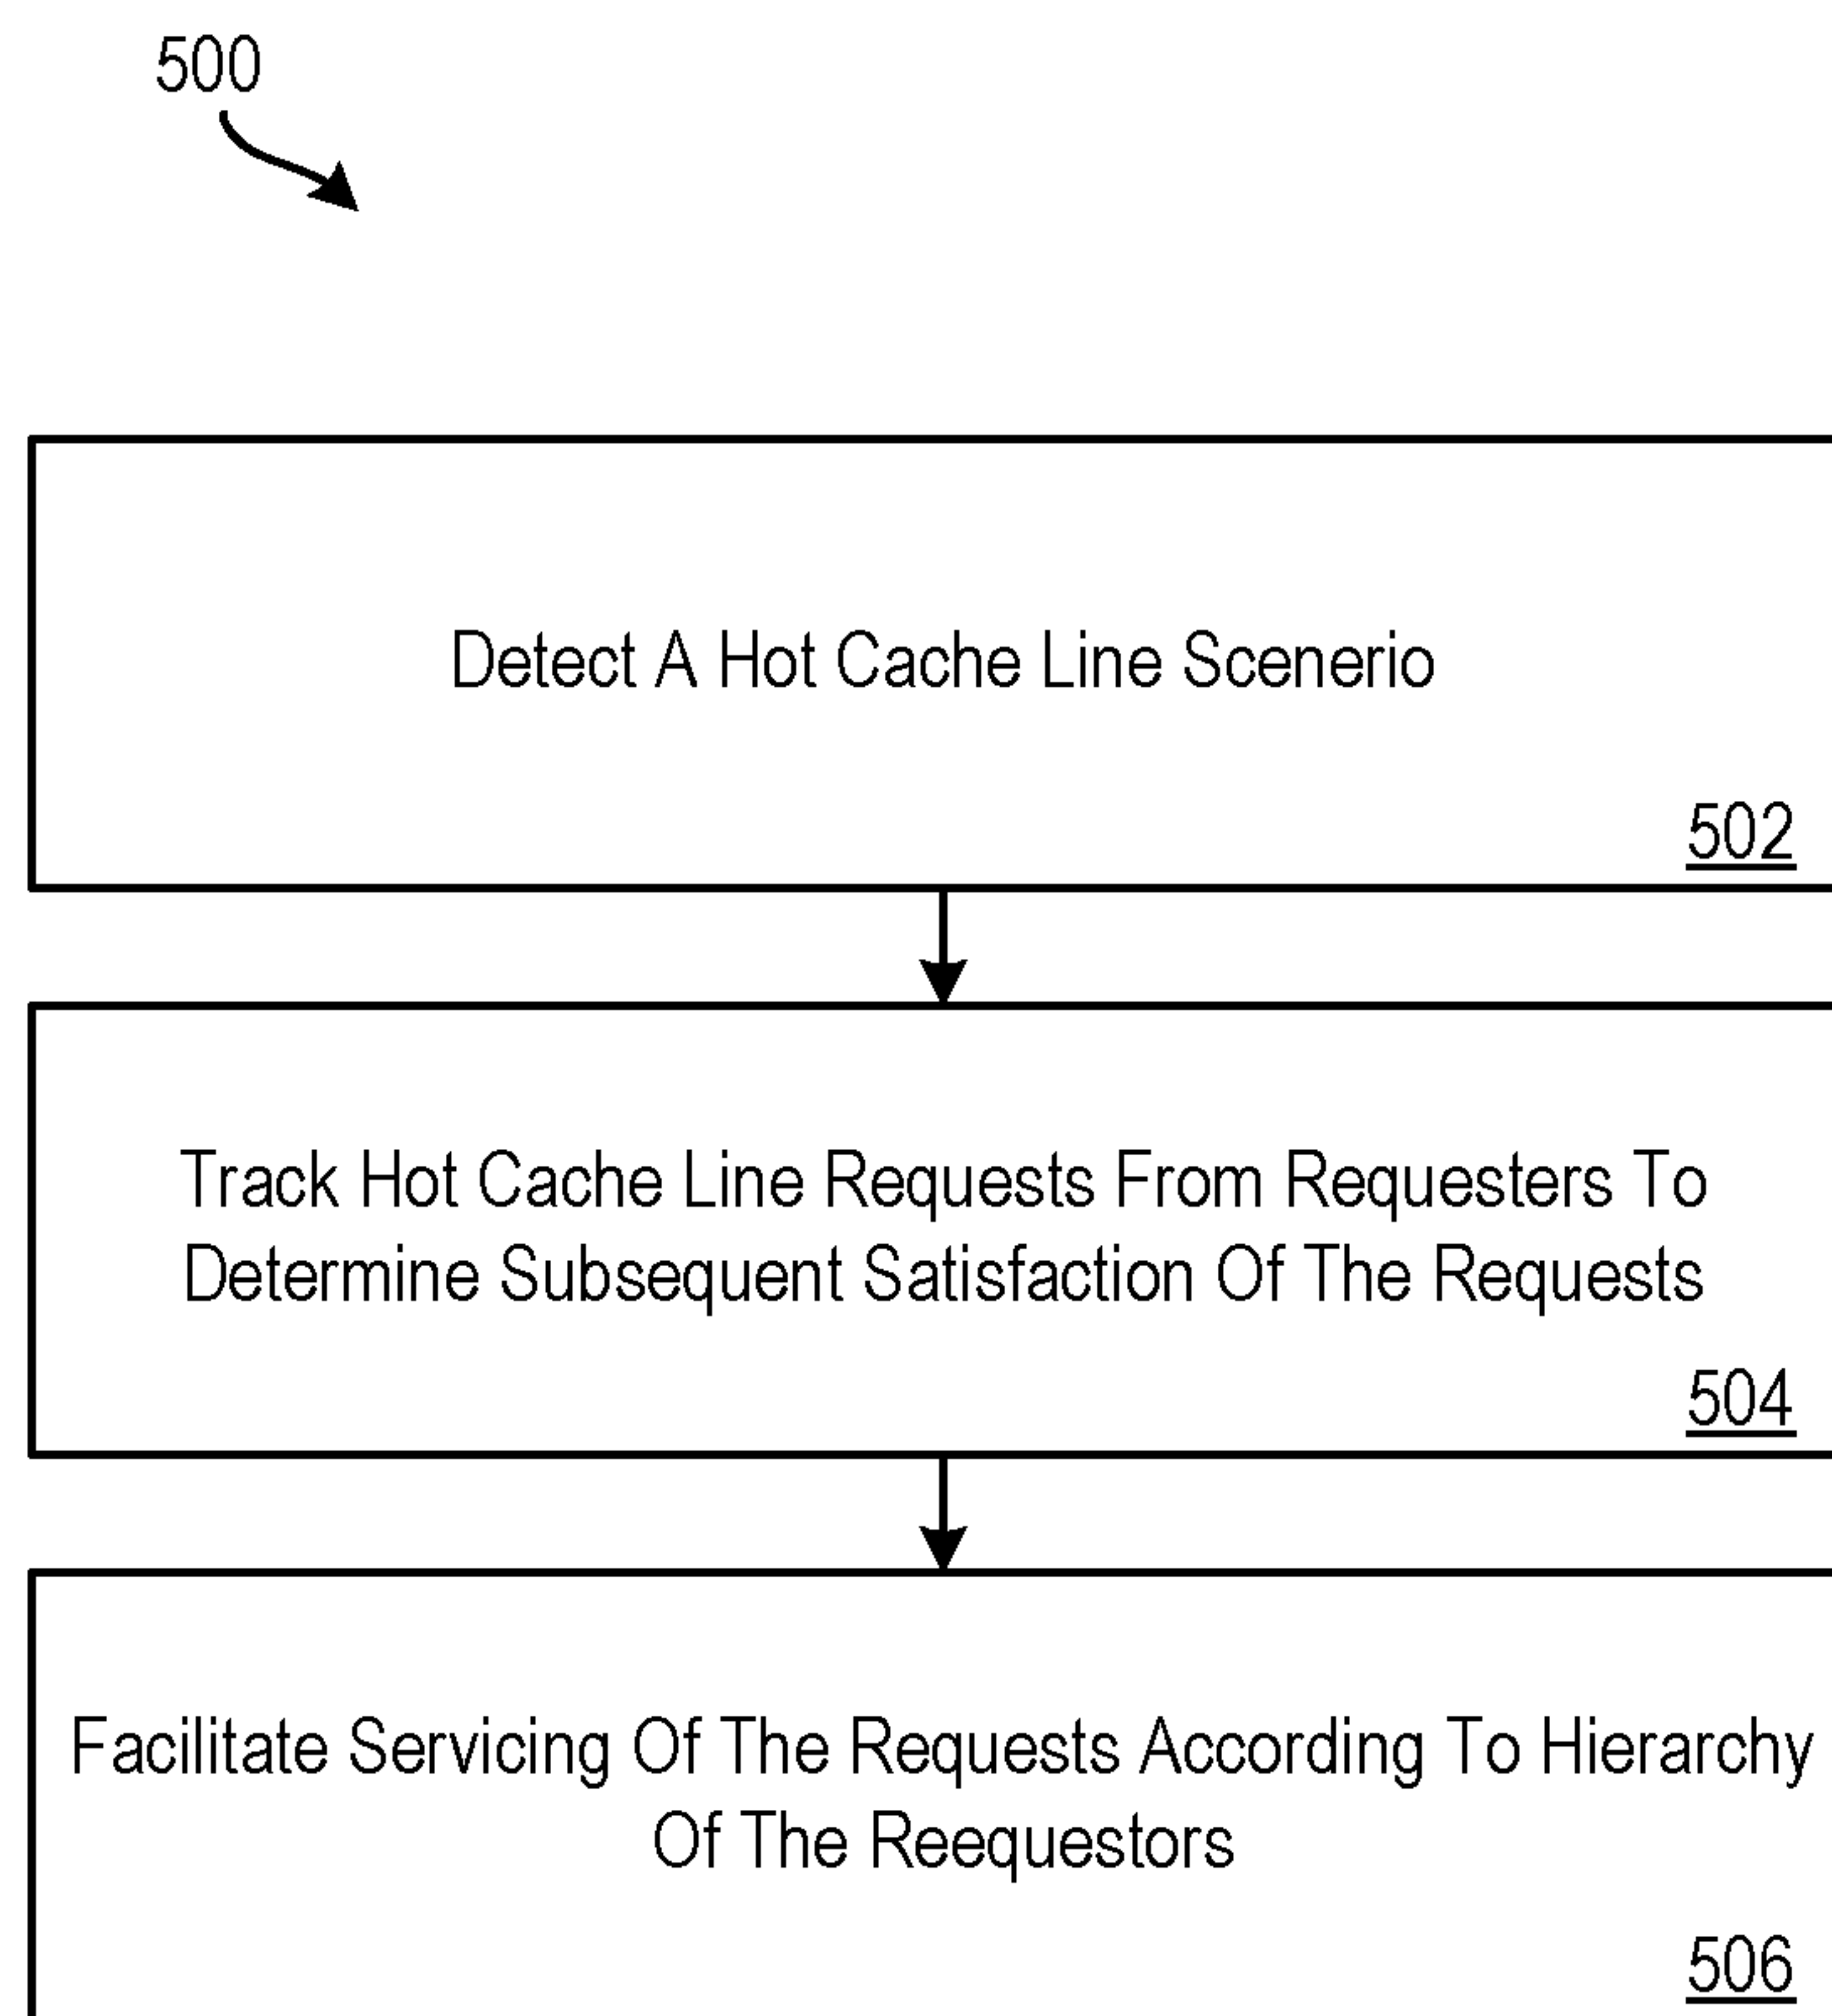 500
Detect A Hot Cache Line Scenerio
502
Track Hot Cache Line Requests From Requesters To
Determine Subsequent Satisfaction Of The Requests
504
Facilitate Servicing Of The Requests According To Hierarchy
Of The Reequestors
506